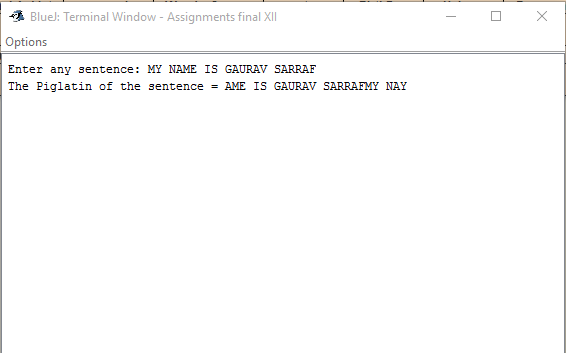 BlueJ: Terminal Window - Assignments final XII
Options
Enter any sentence: MY NAME IS GAURAV SARRAF
The Piglatin of the sentence = AME IS GAURAV SARRAFMY NAY